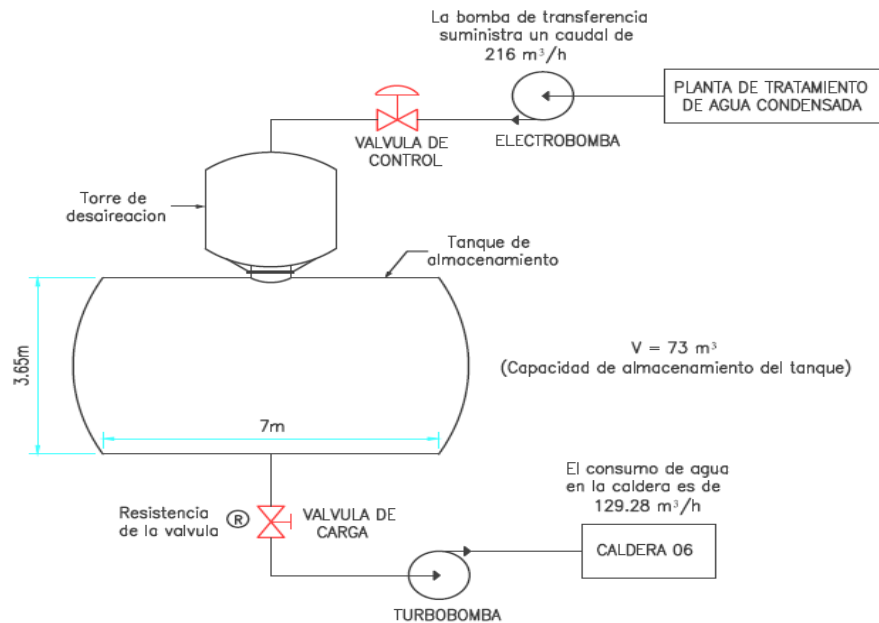 La bomba de transferencia
suministra un caudal de
216 m³/h
PLANTA DE TRATAMIENTO
DE AGUA CONDENSADA
VALVULA DE
CONTROL
ELECTROBOMBA
Torre de
desaireacion
Tanque de
almacenamiento
3.65m
V = 73 m³
(Capacidad de almacenamiento del tanque)
7m
El consumo de agua
en la caldera es de
129.28 m³/h
Resistencia
de la valvula
R
VALVULA DE
CARGA
CALDERA 06
TURBOBOMBA